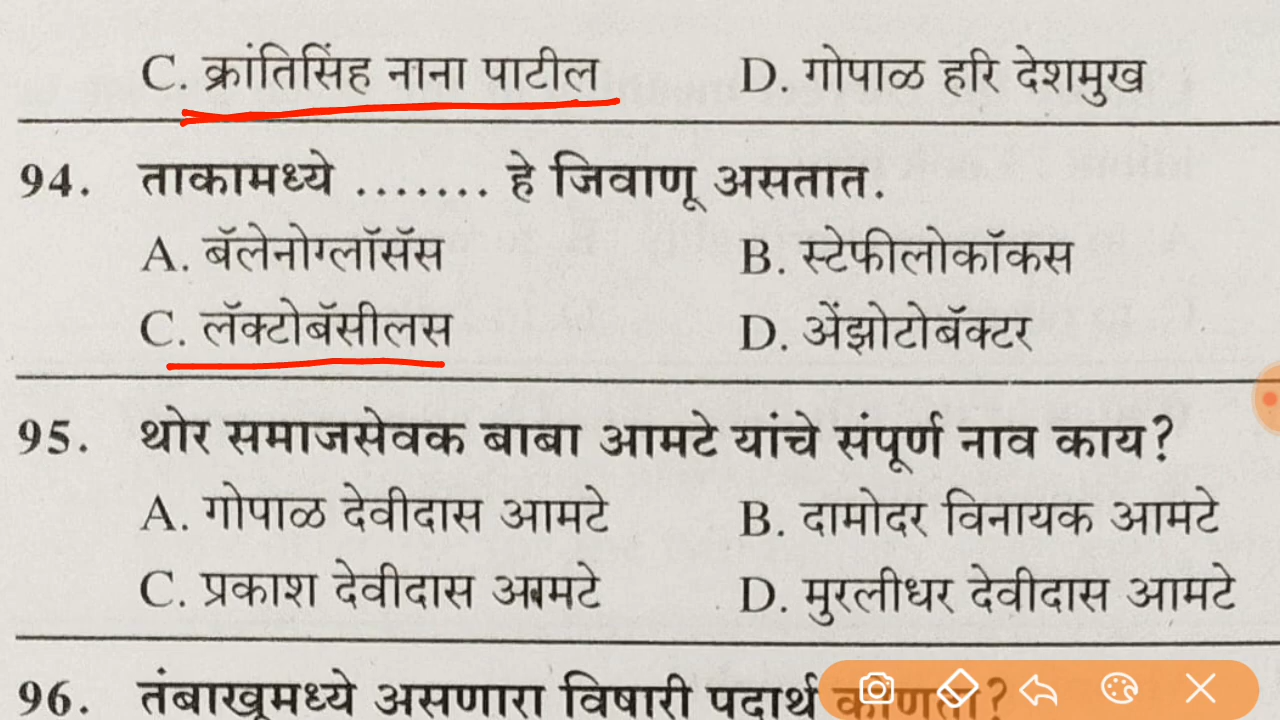 C. क्रांतिसिंह नाना पाटील D. गोपाळ हरि देशमुख
94. ताकामध्ये ....... हे जिवाणू असतात.
A. बॅलेनोग्लॉसॅस B. स्टेफीलोकॉकस
C. लॅक्टोबॅसीलस D. ॲंझोटोबॅक्टर
95. थोर समाजसेवक बाबा आमटे यांचे संपूर्ण नाव काय?
A. गोपाळ देवीदास आमटे B. दामोदर विनायक आमटे
C. प्रकाश देवीदास आमटे D. मुरलीधर देवीदास आमटे
96. तंबाखूमध्ये असणारा विषारी पदार्थ कोणता?